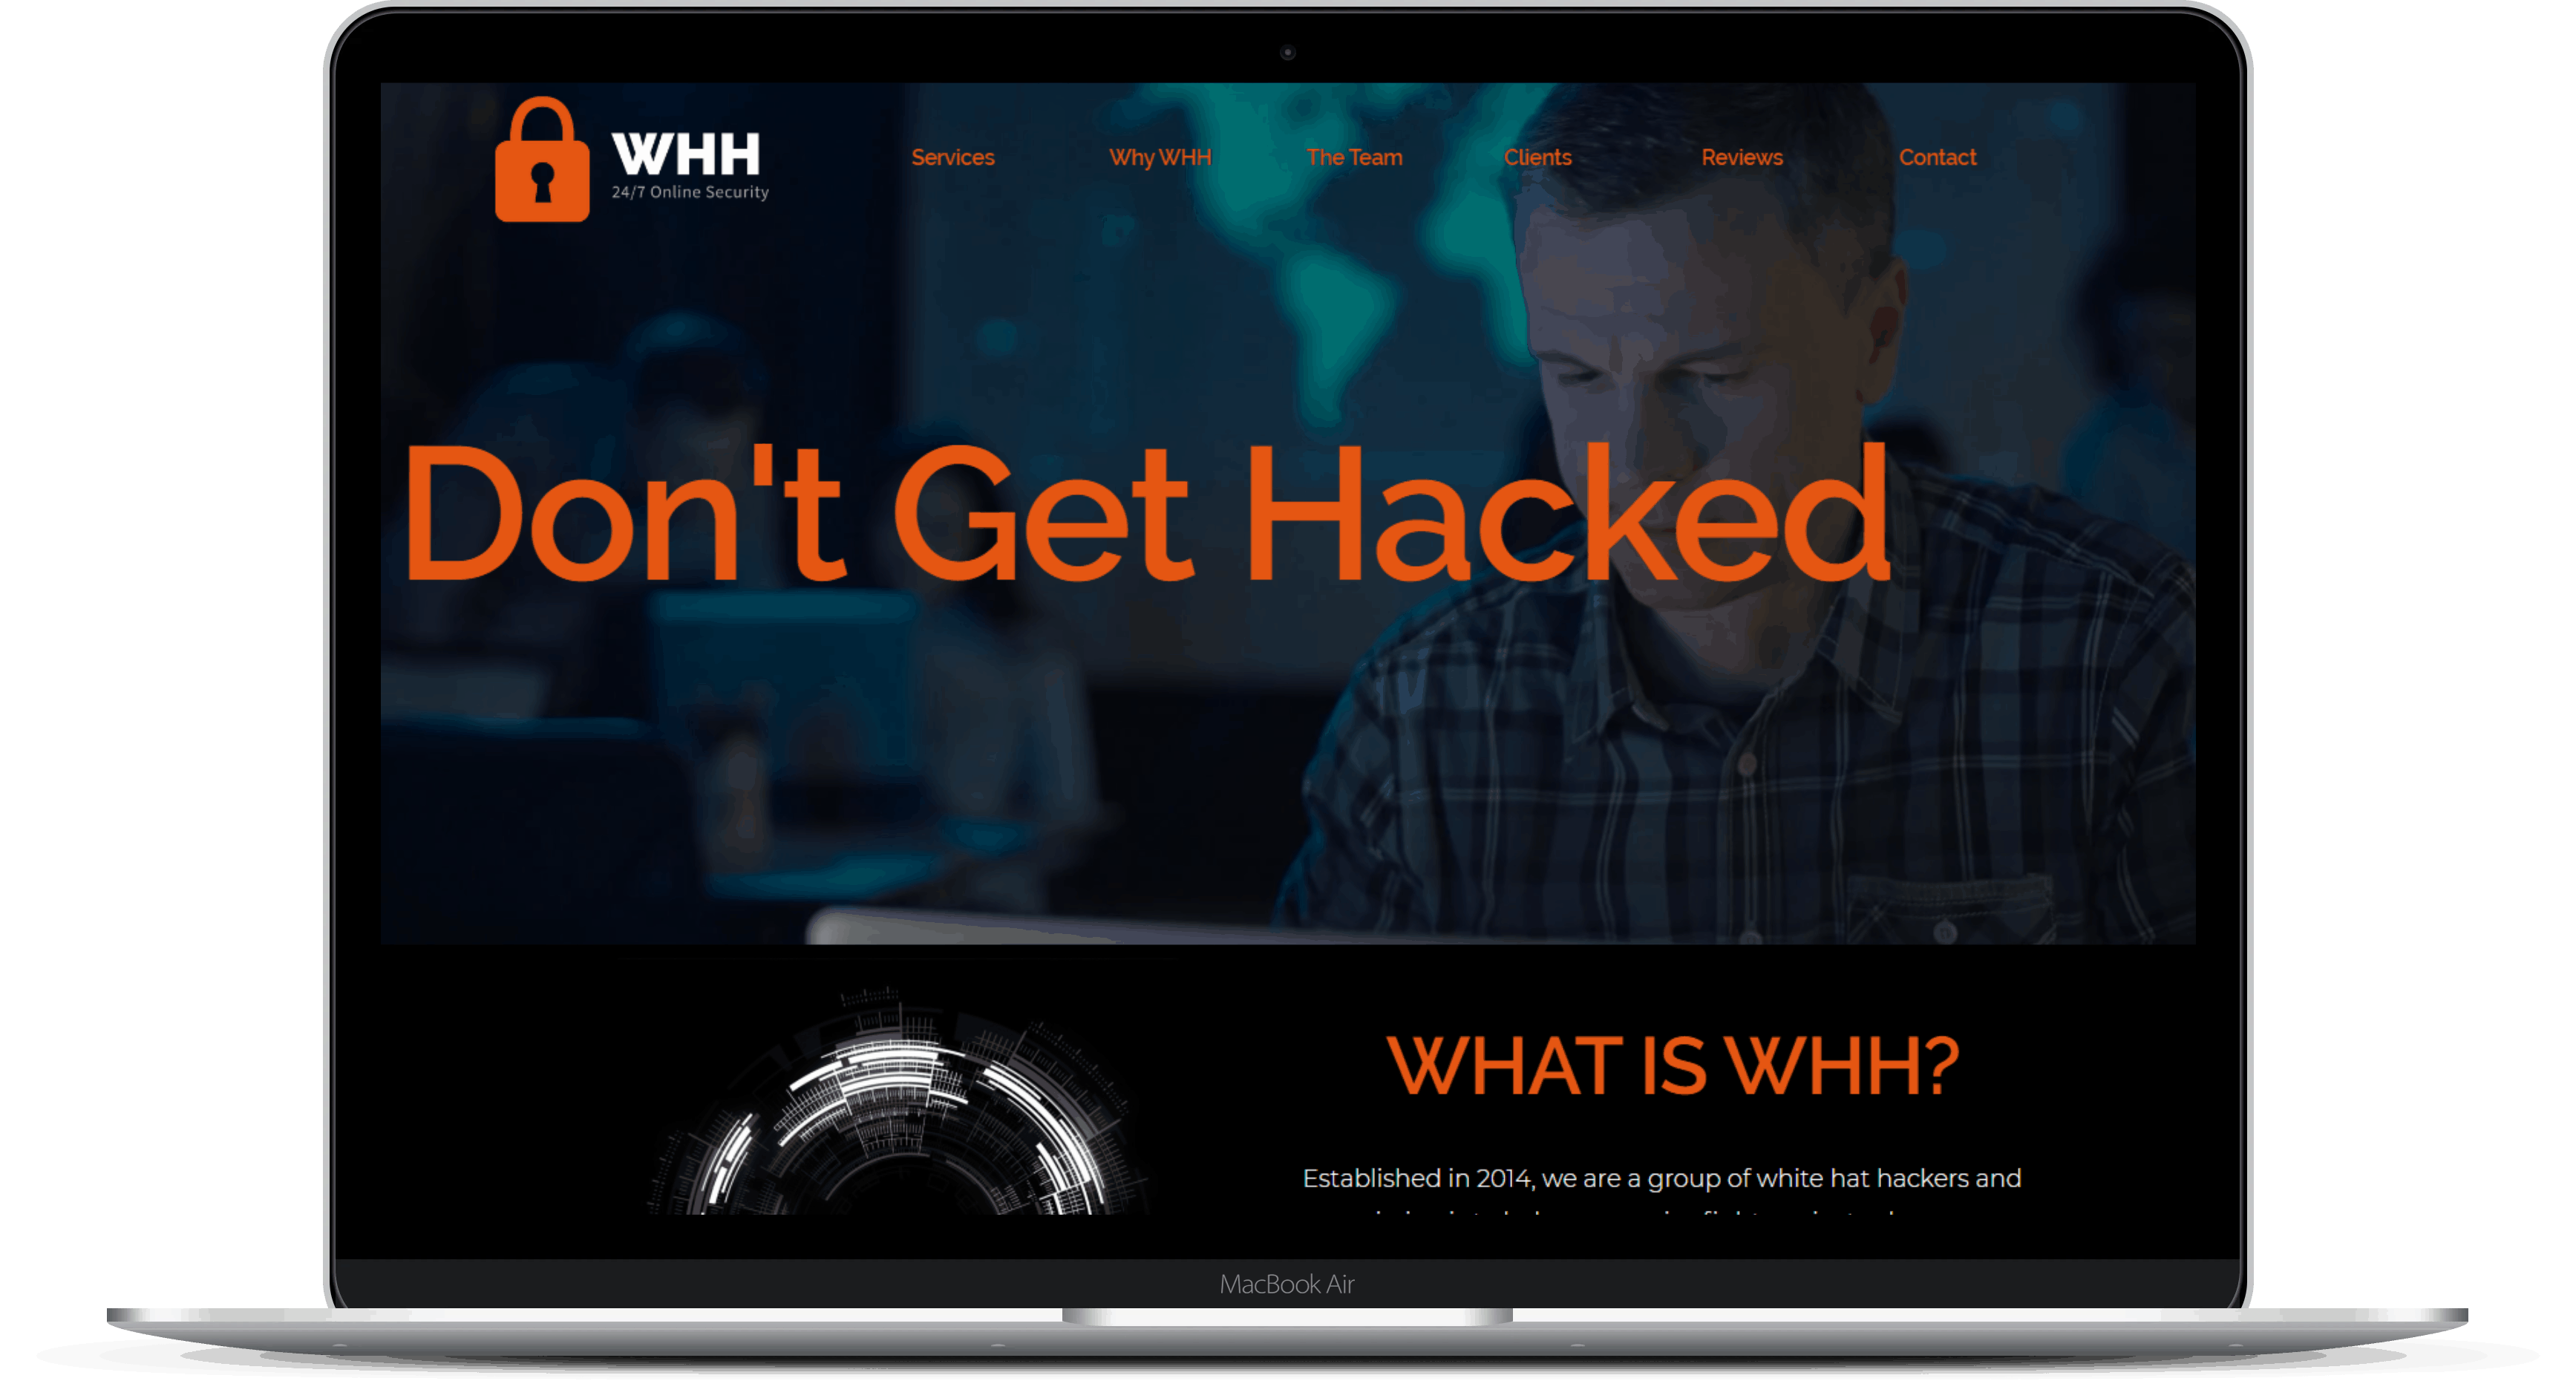 WHH
24/7 Online Security
Services Why WHH The Team Clients Reviews Contact
Don't Get Hacked
WHAT IS WHH?
Established in 2014, we are a group of white hat hackers and
MacBook Air